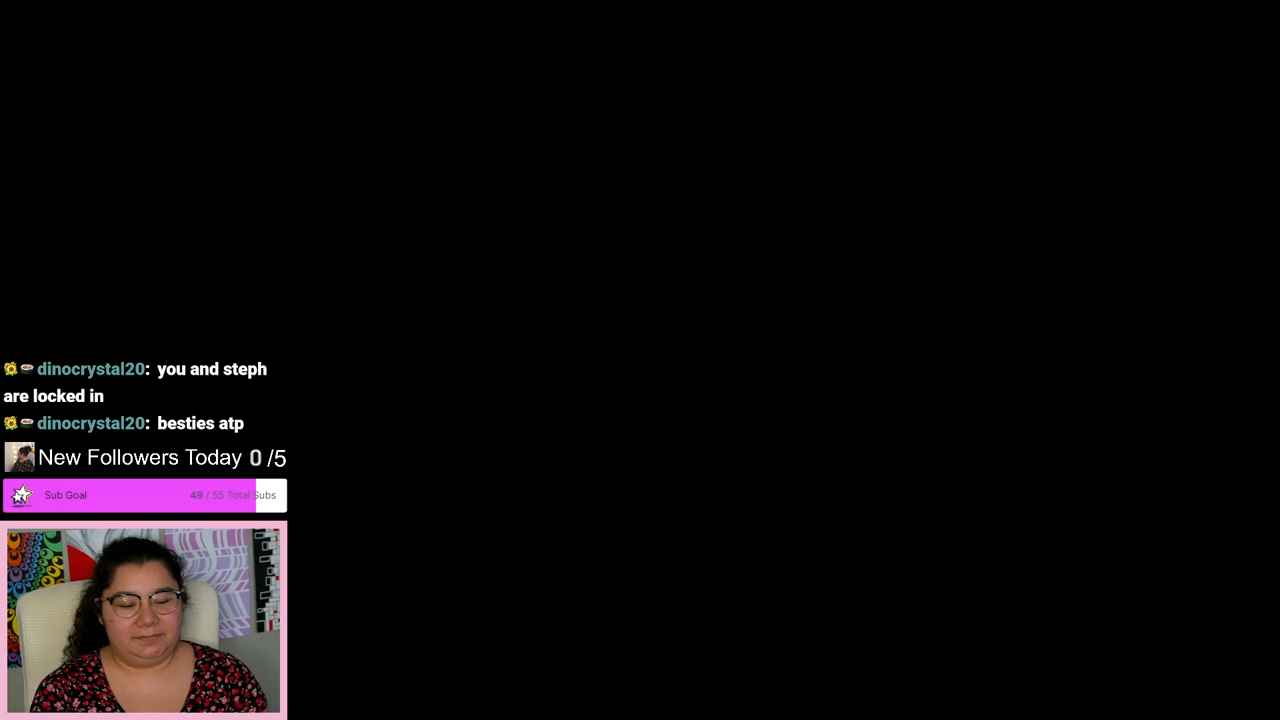 dinocrystal20: you and steph
are locked in
dinocrystal20: besties atp
New Followers Today 0 /5
Sub Goal 49 / 55 Total Subs